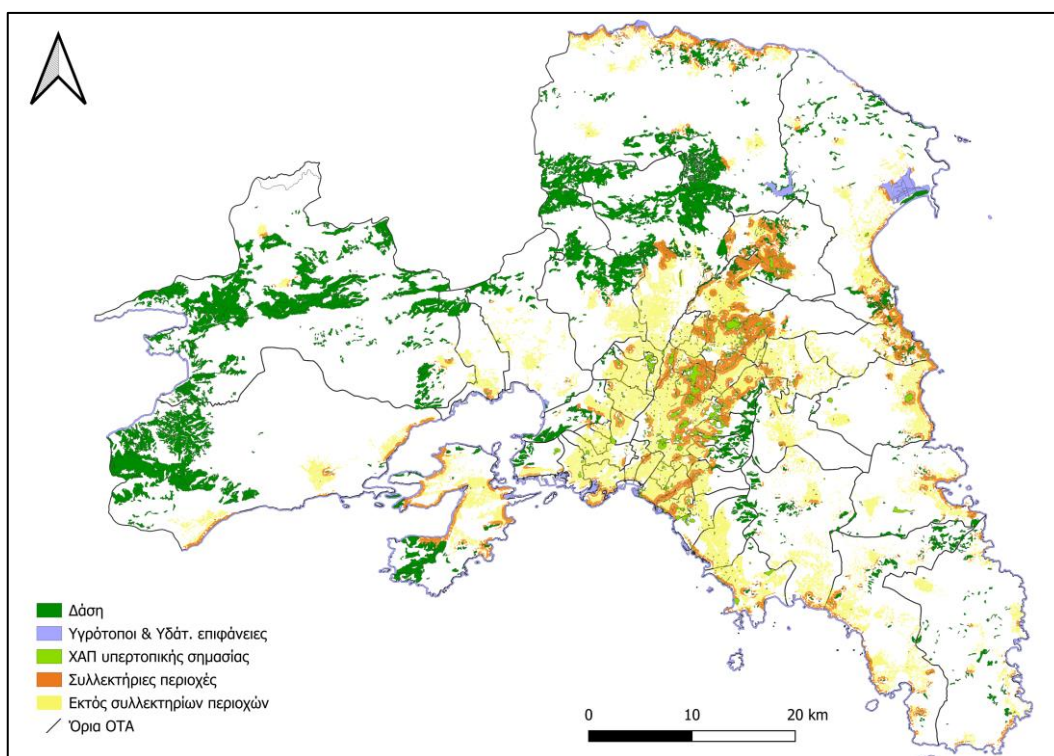 Δάση
Υγρότοποι & Υδάτ. επιφάνειες
ΧΑΠ υπερτοπικής σημασίας
Συλλεκτήριες περιοχές
Εκτός συλλεκτηρίων περιοχών
Όρια ΟΤΑ
0 10 20 km